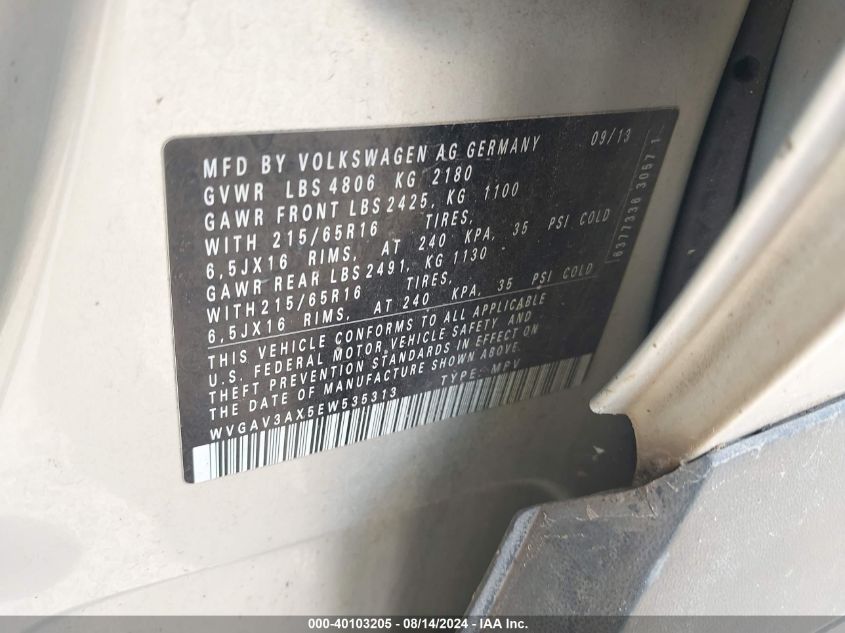 MFD BY VOLKSWAGEN AG GERMANY 09/13
GVWR LBS 4806 KG 2180
GAWR FRONT LBS 2425, KG 1100
WITH 215/65R16 TIRES,
6,5JX16 RIMS, AT 240 KPA, 35 PSI COLD
GAWR REAR LBS 2491, KG 1130
WITH 215/65R16 TIRES,
6,5JX16 RIMS, AT 240 KPA, 35 PSI COLD
THIS VEHICLE CONFORMS TO ALL APPLICABLE
U.S. FEDERAL MOTOR VEHICLE SAFETY AND
THEFT PREVENTION STANDARDS IN EFFECT ON
THE DATE OF MANUFACTURE SHOWN ABOVE.
WVGAV3AX5EW535313 TYPE: MPV
6377338 3057 1
000-40103205 - 08/14/2024 - IAA Inc.